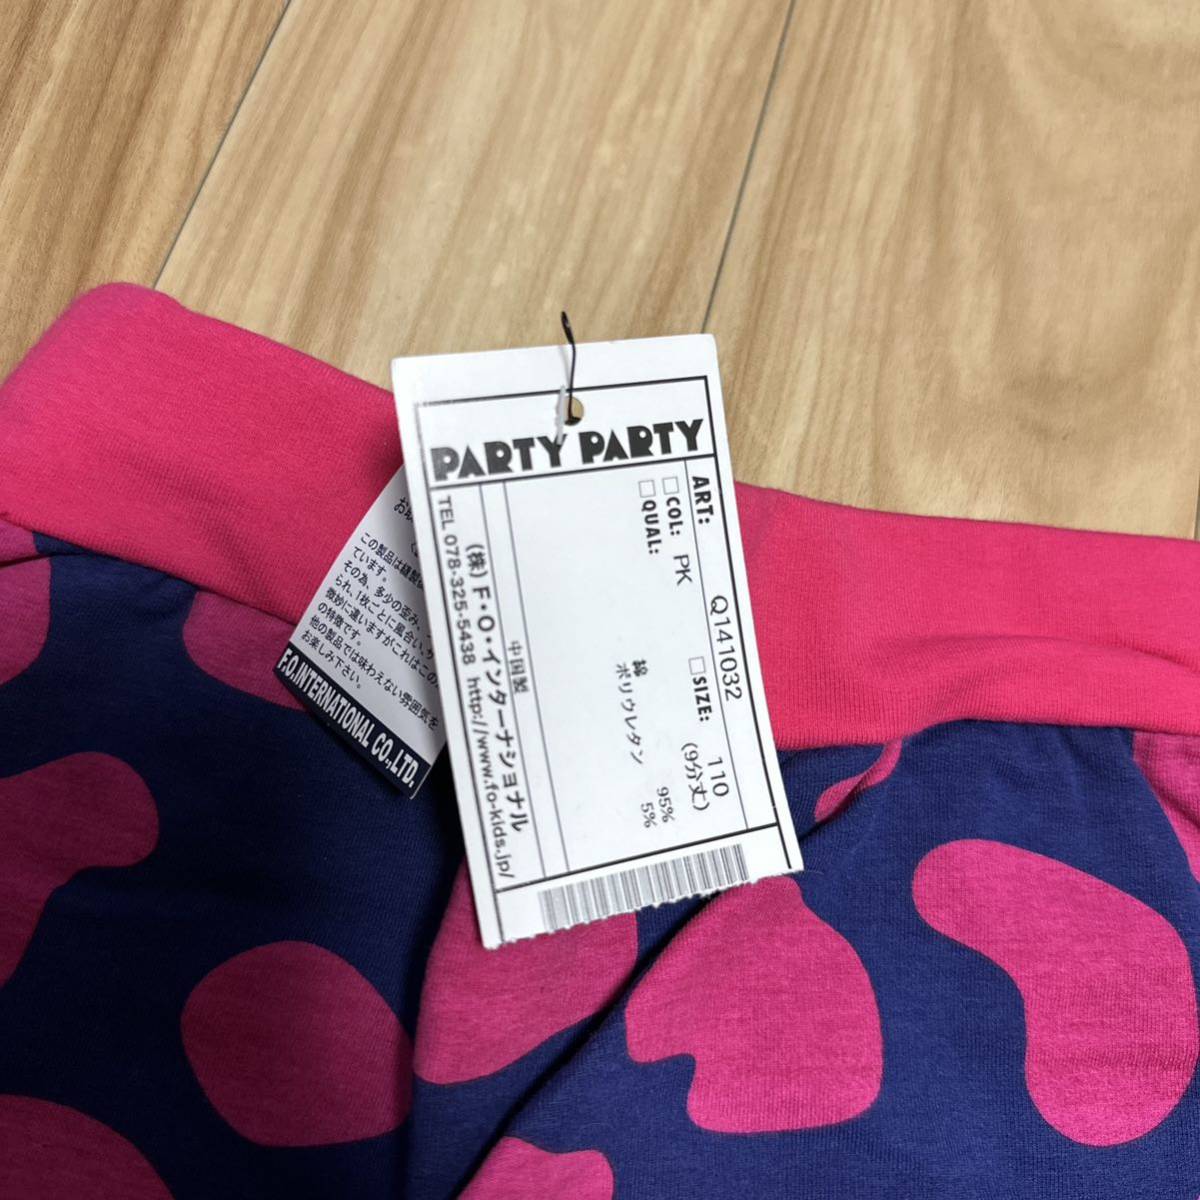 PARTY PARTY
ART: Q141032
COL: PK
SIZE: 110
QUAL:
(9分丈)
綿 95%
ポリウレタン 5%
中国製
(株)F・O・インターナショナル
TEL 078-325-5438 http://www.fo-kids.jp/
この製品は
ています。
その為、多少の歪み、
られ、1枚ごとに風合い、サ
微妙に違いますがこれはこの
の特徴です。
他の製品では味わえない雰囲気を
お楽しみ下さい。
F.O.INTERNATIONAL CO.,LTD.